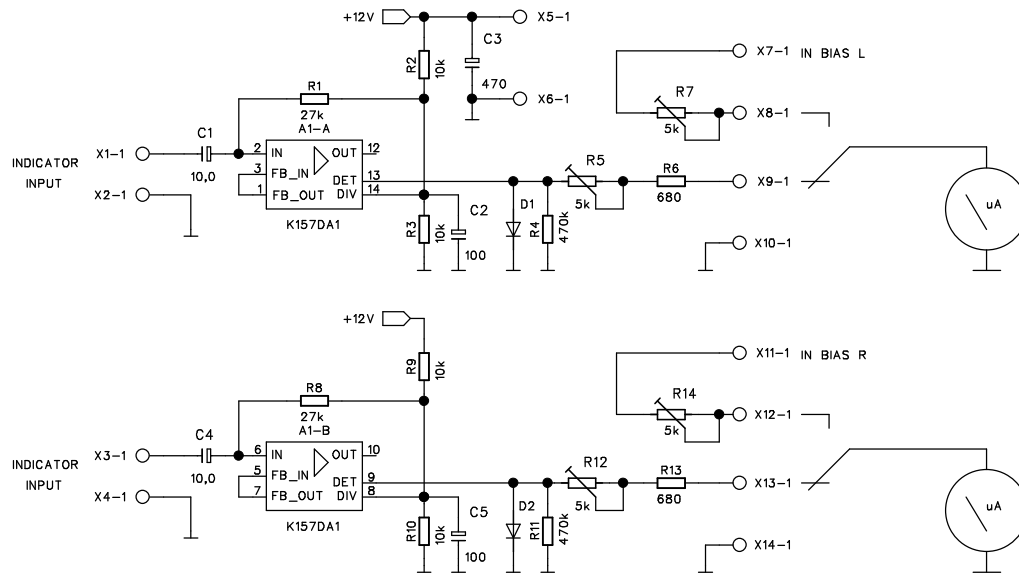 +12V
X5-1
C3
R2
10k
470
X6-1
X7-1 IN BIAS L
R7
5k
X8-1
R1
27k
A1-A
C1
10,0
INDICATOR
INPUT
X1-1
X2-1
2 IN OUT 12
3 FB_IN DET 13
1 FB_OUT DIV 14
K157DA1
R3
10k
C2
100
D1
R4
470k
R5
5k
R6
680
X9-1
X10-1
uA
+12V
R9
10k
X11-1 IN BIAS R
R14
5k
X12-1
R8
27k
A1-B
C4
10,0
INDICATOR
INPUT
X3-1
X4-1
6 IN OUT 10
5 FB_IN DET 9
7 FB_OUT DIV 8
K157DA1
R10
10k
C5
100
D2
R11
470k
R12
5k
R13
680
X13-1
X14-1
uA